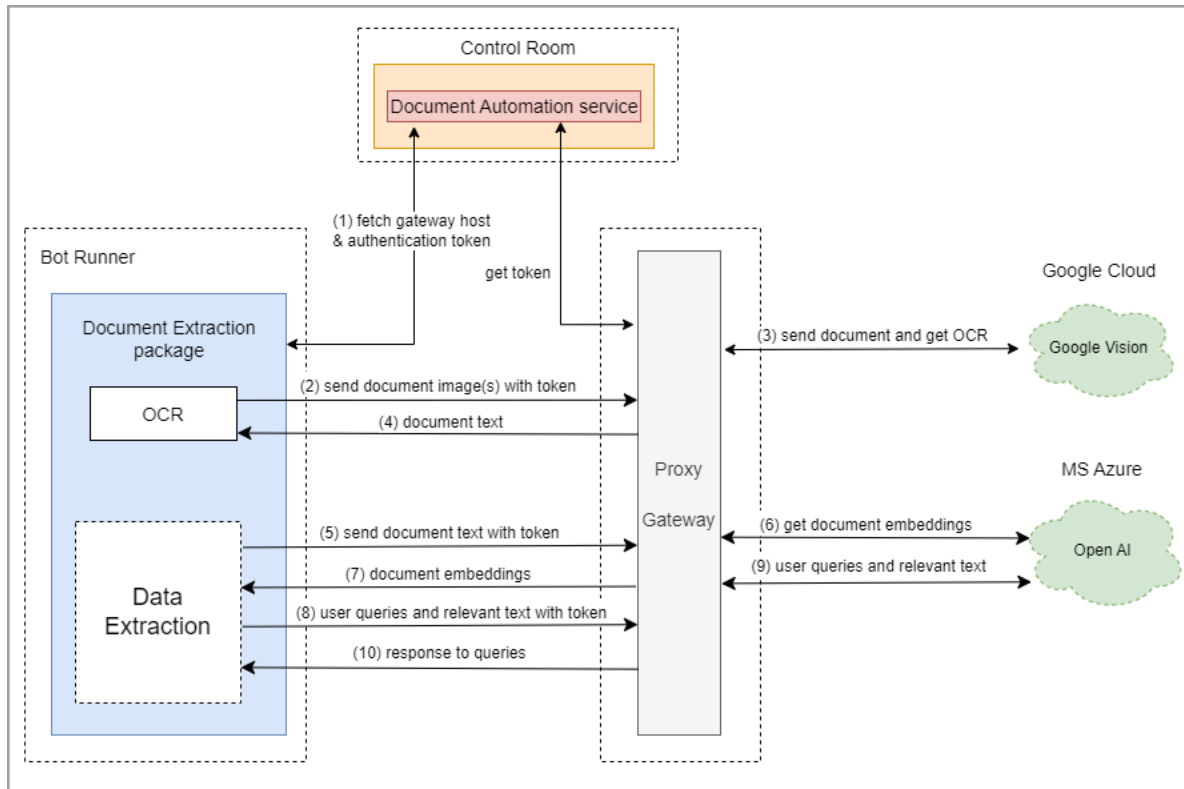 Control Room
Document Automation service
(1) fetch gateway host
& authentication token
get token
Bot Runner
Document Extraction
package
OCR
(2) send document image(s) with token
(4) document text
Data
Extraction
(5) send document text with token
(7) document embeddings
(8) user queries and relevant text with token
(10) response to queries
Proxy
Gateway
Google Cloud
(3) send document and get OCR
Google Vision
MS Azure
(6) get document embeddings
Open AI
(9) user queries and relevant text